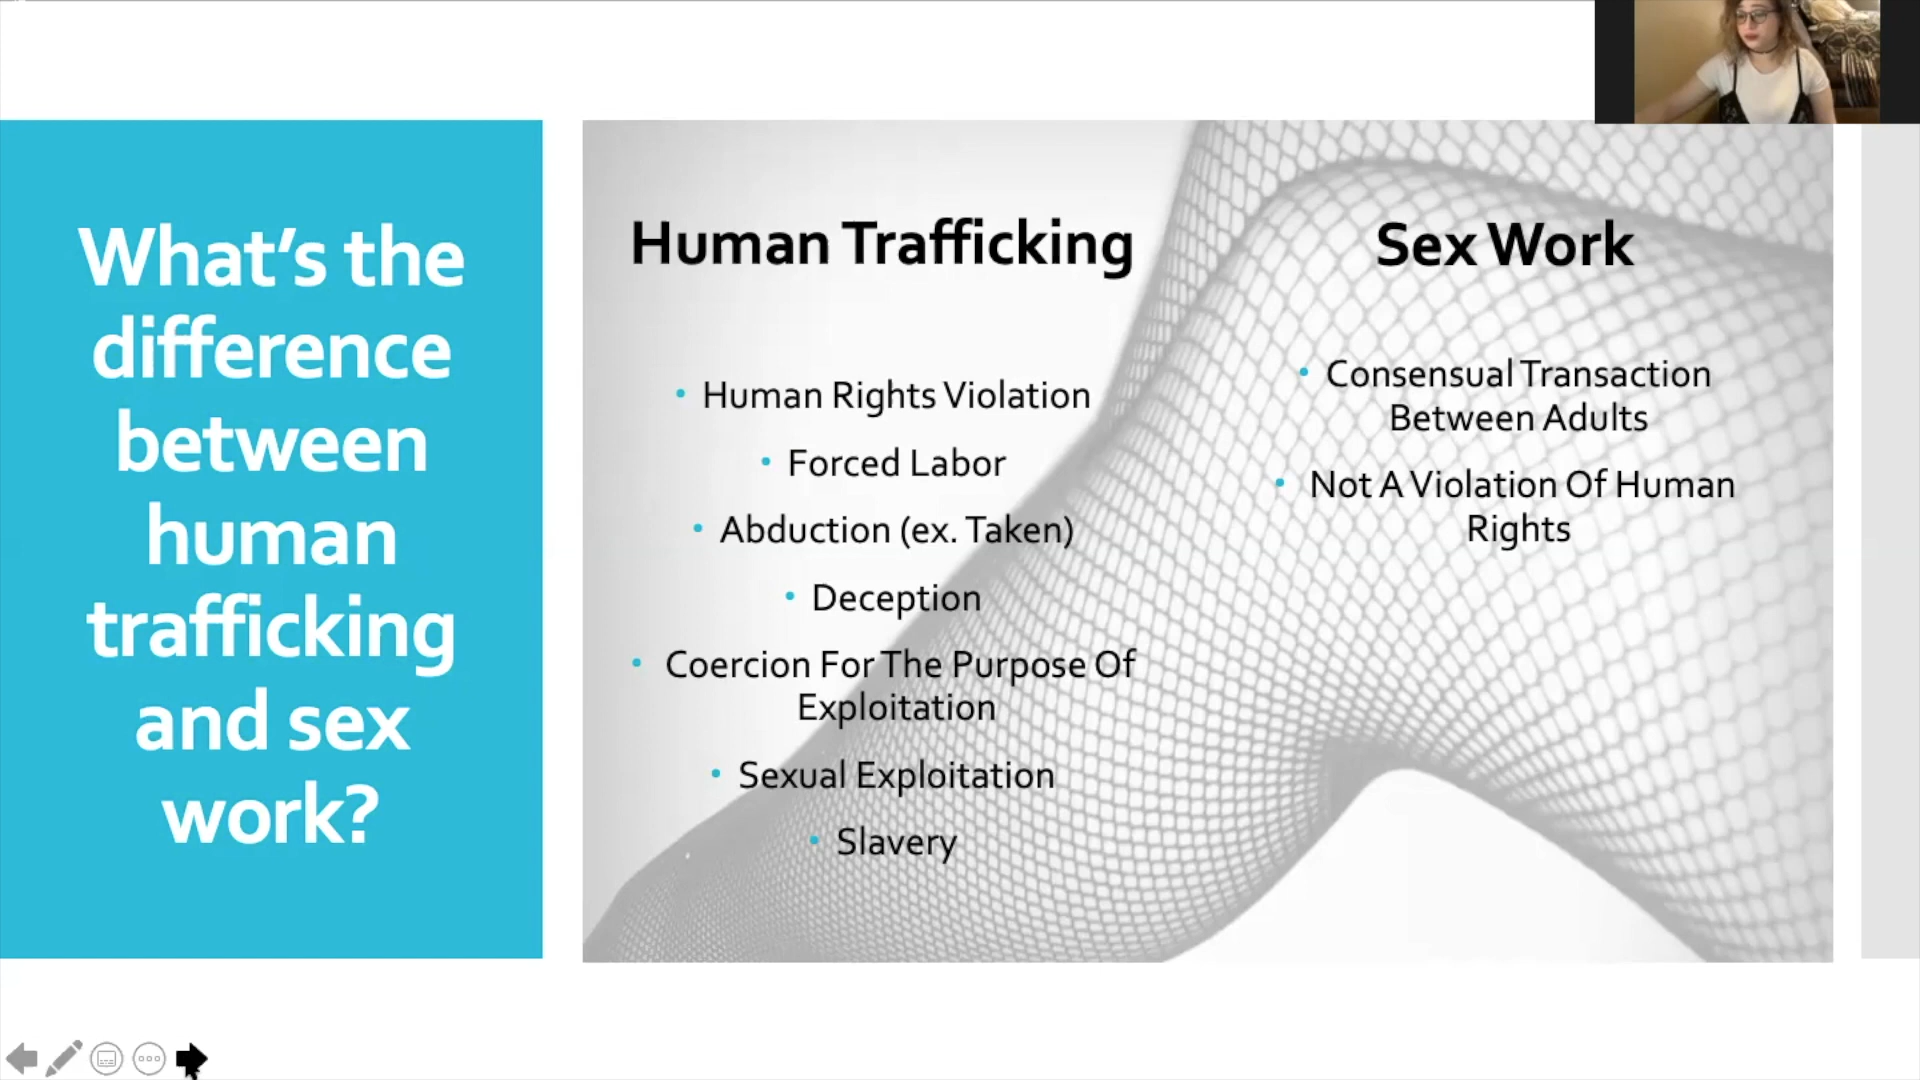 What's the
difference
between
human
trafficking
and sex
work?
Human Trafficking
• Human Rights Violation
• Forced Labor
• Abduction (ex. Taken)
• Deception
• Coercion For The Purpose Of
Exploitation
• Sexual Exploitation
• Slavery
Sex Work
• Consensual Transaction
Between Adults
• Not A Violation Of Human
Rights